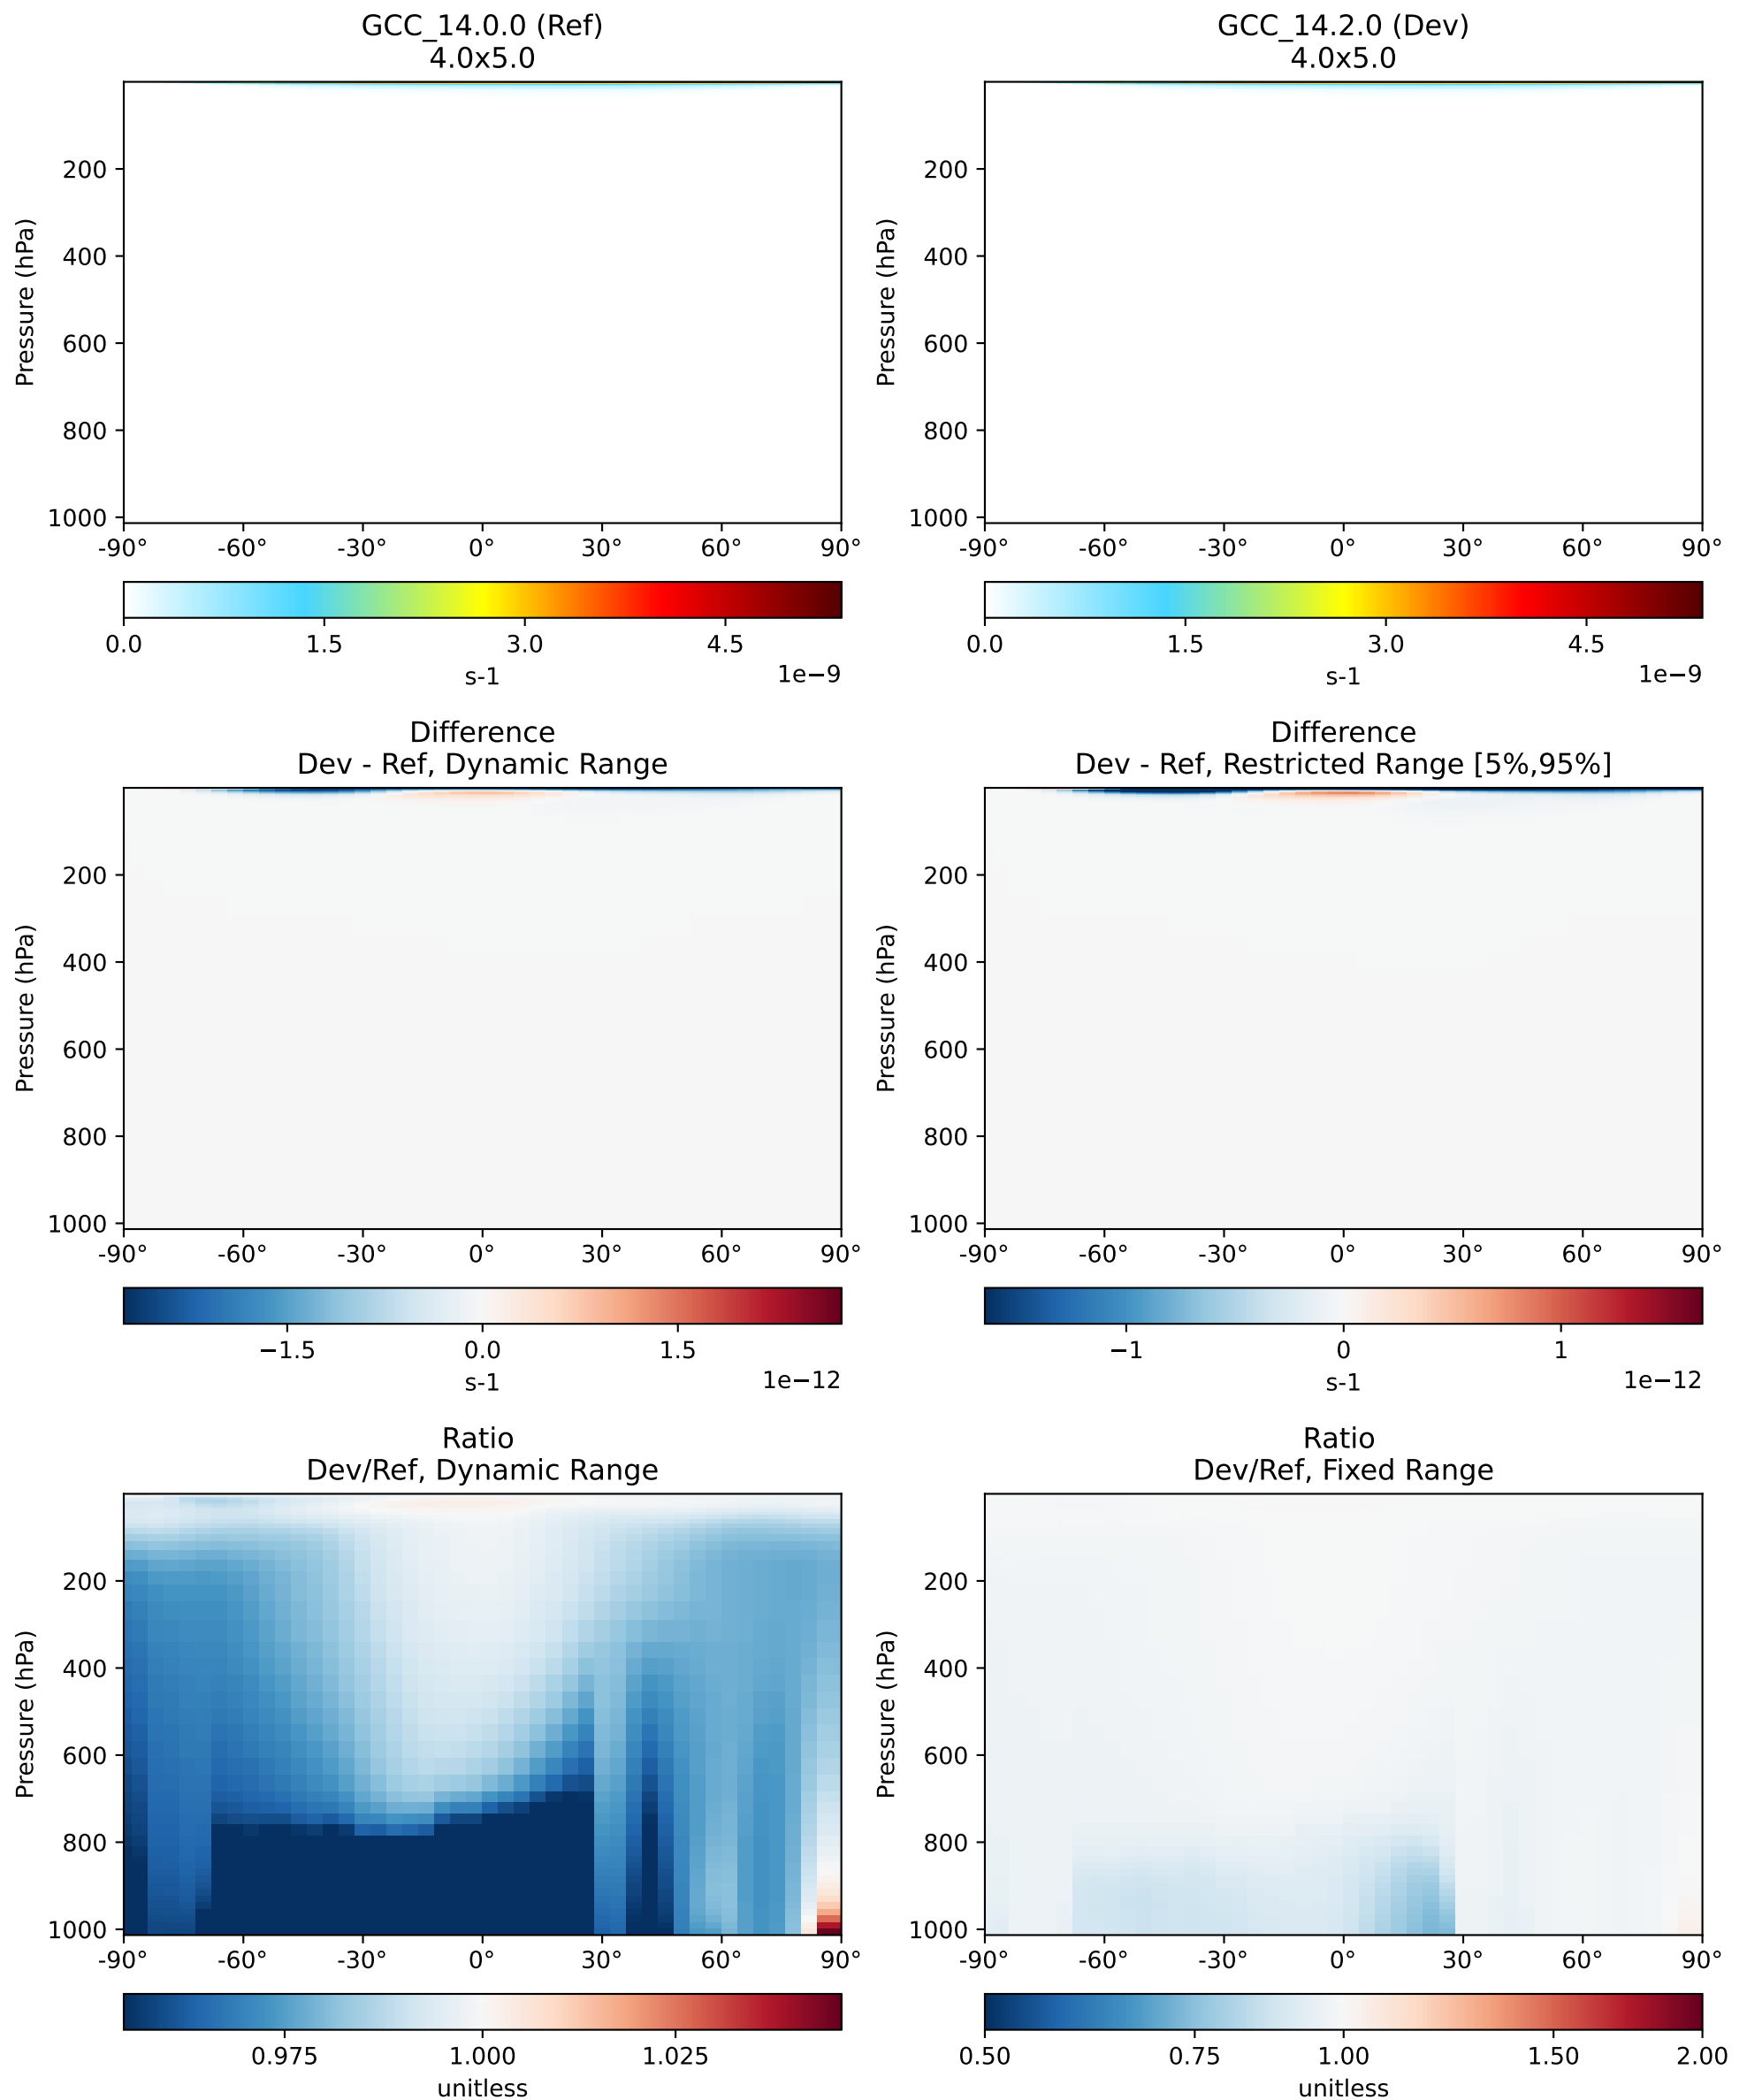 GCC_14.0.0 (Ref)
4.0x5.0
Pressure (hPa)
200
400
600
800
1000
-90° -60° -30° 0° 30° 60° 90°
0.0 1.5 3.0 4.5
s-1
1e−9
GCC_14.2.0 (Dev)
4.0x5.0
Pressure (hPa)
200
400
600
800
1000
-90° -60° -30° 0° 30° 60° 90°
0.0 1.5 3.0 4.5
s-1
1e−9
Difference
Dev - Ref, Dynamic Range
Pressure (hPa)
200
400
600
800
1000
-90° -60° -30° 0° 30° 60° 90°
−1.5 0.0 1.5
s-1
1e−12
Difference
Dev - Ref, Restricted Range [5%,95%]
Pressure (hPa)
200
400
600
800
1000
-90° -60° -30° 0° 30° 60° 90°
−1 0 1
s-1
1e−12
Ratio
Dev/Ref, Dynamic Range
Pressure (hPa)
200
400
600
800
1000
-90° -60° -30° 0° 30° 60° 90°
0.975 1.000 1.025
unitless
Ratio
Dev/Ref, Fixed Range
Pressure (hPa)
200
400
600
800
1000
-90° -60° -30° 0° 30° 60° 90°
0.50 0.75 1.00 1.50 2.00
unitless